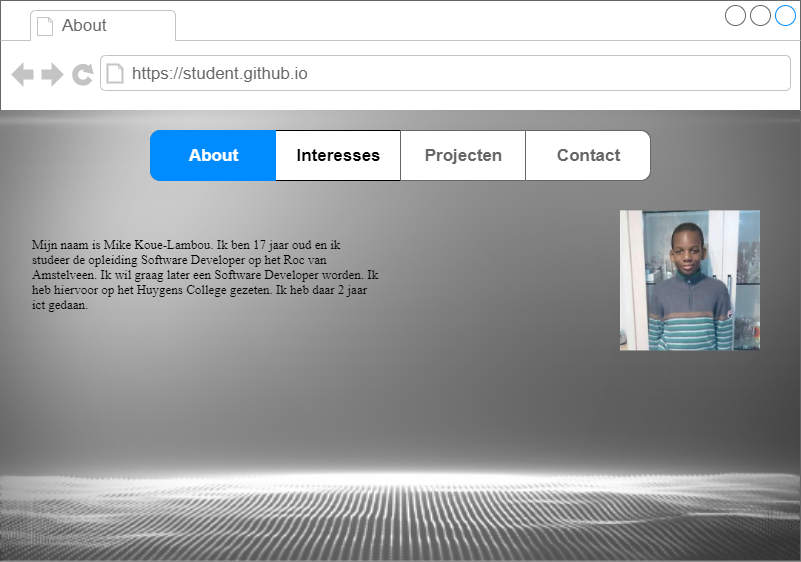 About
https://student.github.io
About Interesses Projecten Contact
Mijn naam is Mike Koue-Lambou. Ik ben 17 jaar oud en ik
studeer de opleiding Software Developer op het Roc van
Amstelveen. Ik wil graag later een Software Developer worden. Ik
heb hiervoor op het Huygens College gezeten. Ik heb daar 2 jaar
ict gedaan.